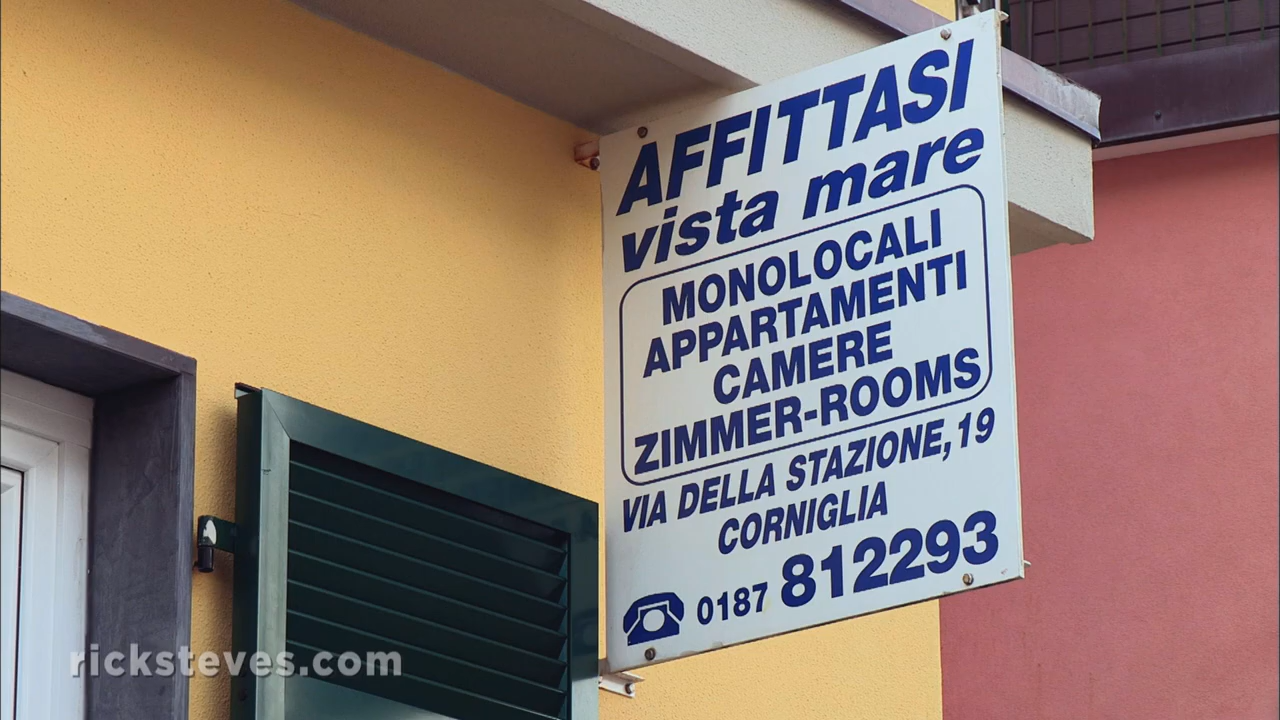 AFFITTASI
vista mare
MONOLOCALI
APPARTAMENTI
CAMERE
ZIMMER-ROOMS
VIA DELLA STAZIONE, 19
CORNIGLIA
0187 812293
ricksteves.com